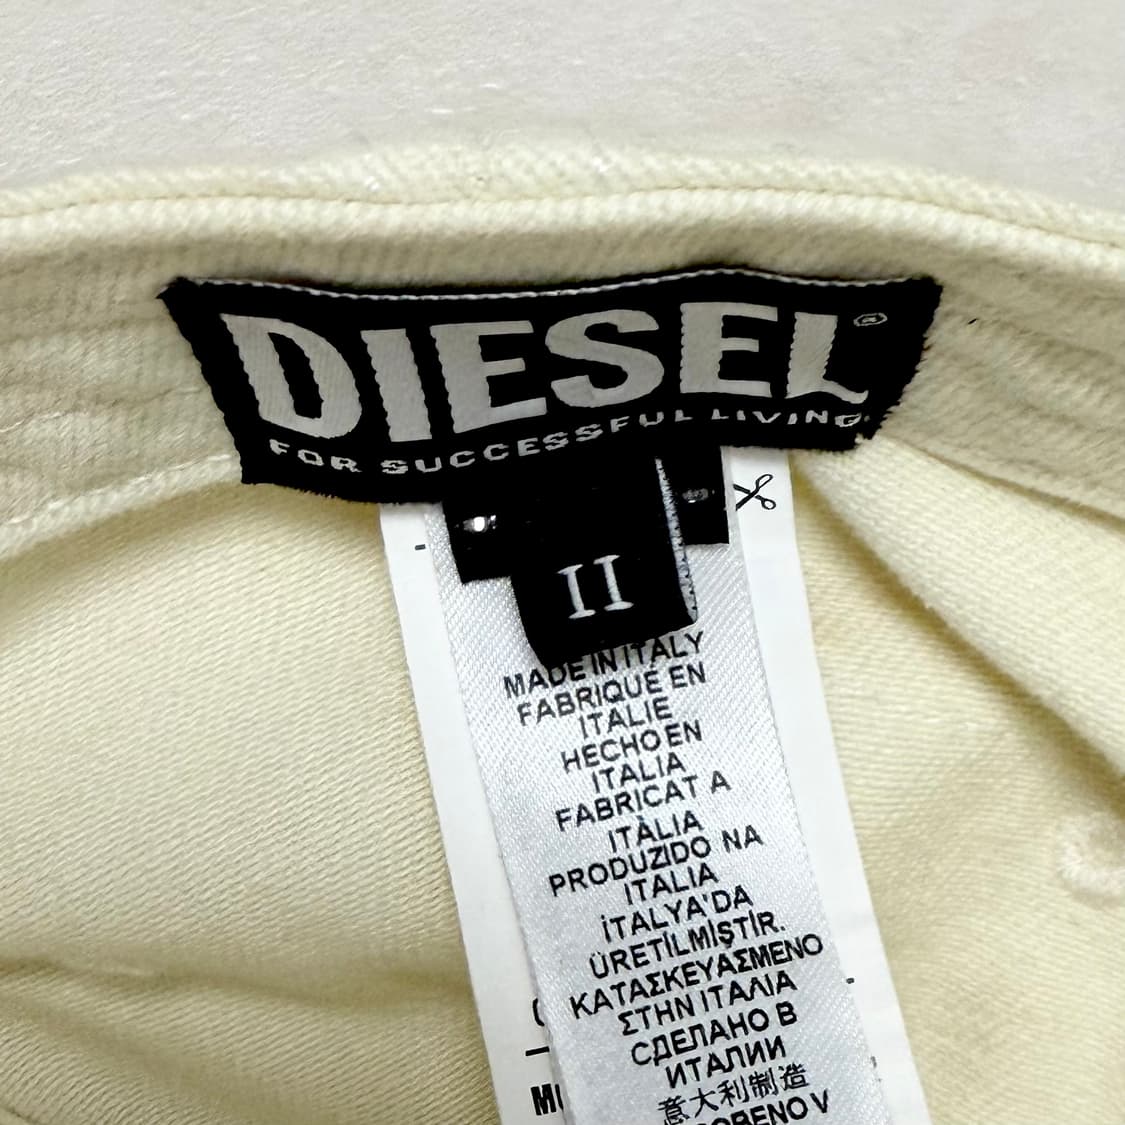 DIESEL®
FOR SUCCESSFUL LIVING
II
MADE IN ITALY
FABRIQUÉ EN
ITALIE
HECHO EN
ITALIA
FABRICAT A
ITÀLIA
PRODUZIDO NA
ITALIA
İTALYA'DA
ÜRETİLMİŞTİR.
ΚΑΤΑΣΚΕΥΑΣΜΕΝΟ
ΣΤΗΝ ΙΤΑΛΙΑ
СДЕЛАНО В
ИТАЛИИ
意大利制造